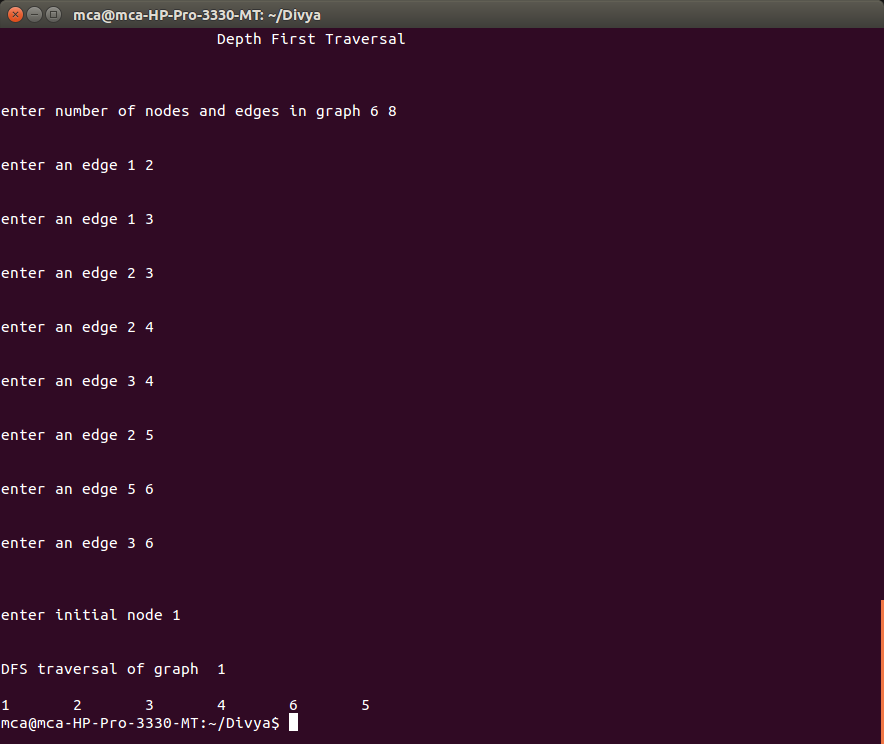 mca@mca-HP-Pro-3330-MT: ~/Divya
Depth First Traversal
enter number of nodes and edges in graph 6 8
enter an edge 1 2
enter an edge 1 3
enter an edge 2 3
enter an edge 2 4
enter an edge 3 4
enter an edge 2 5
enter an edge 5 6
enter an edge 3 6
enter initial node 1
DFS traversal of graph  1
1       2       3       4       6       5
mca@mca-HP-Pro-3330-MT:~/Divya$